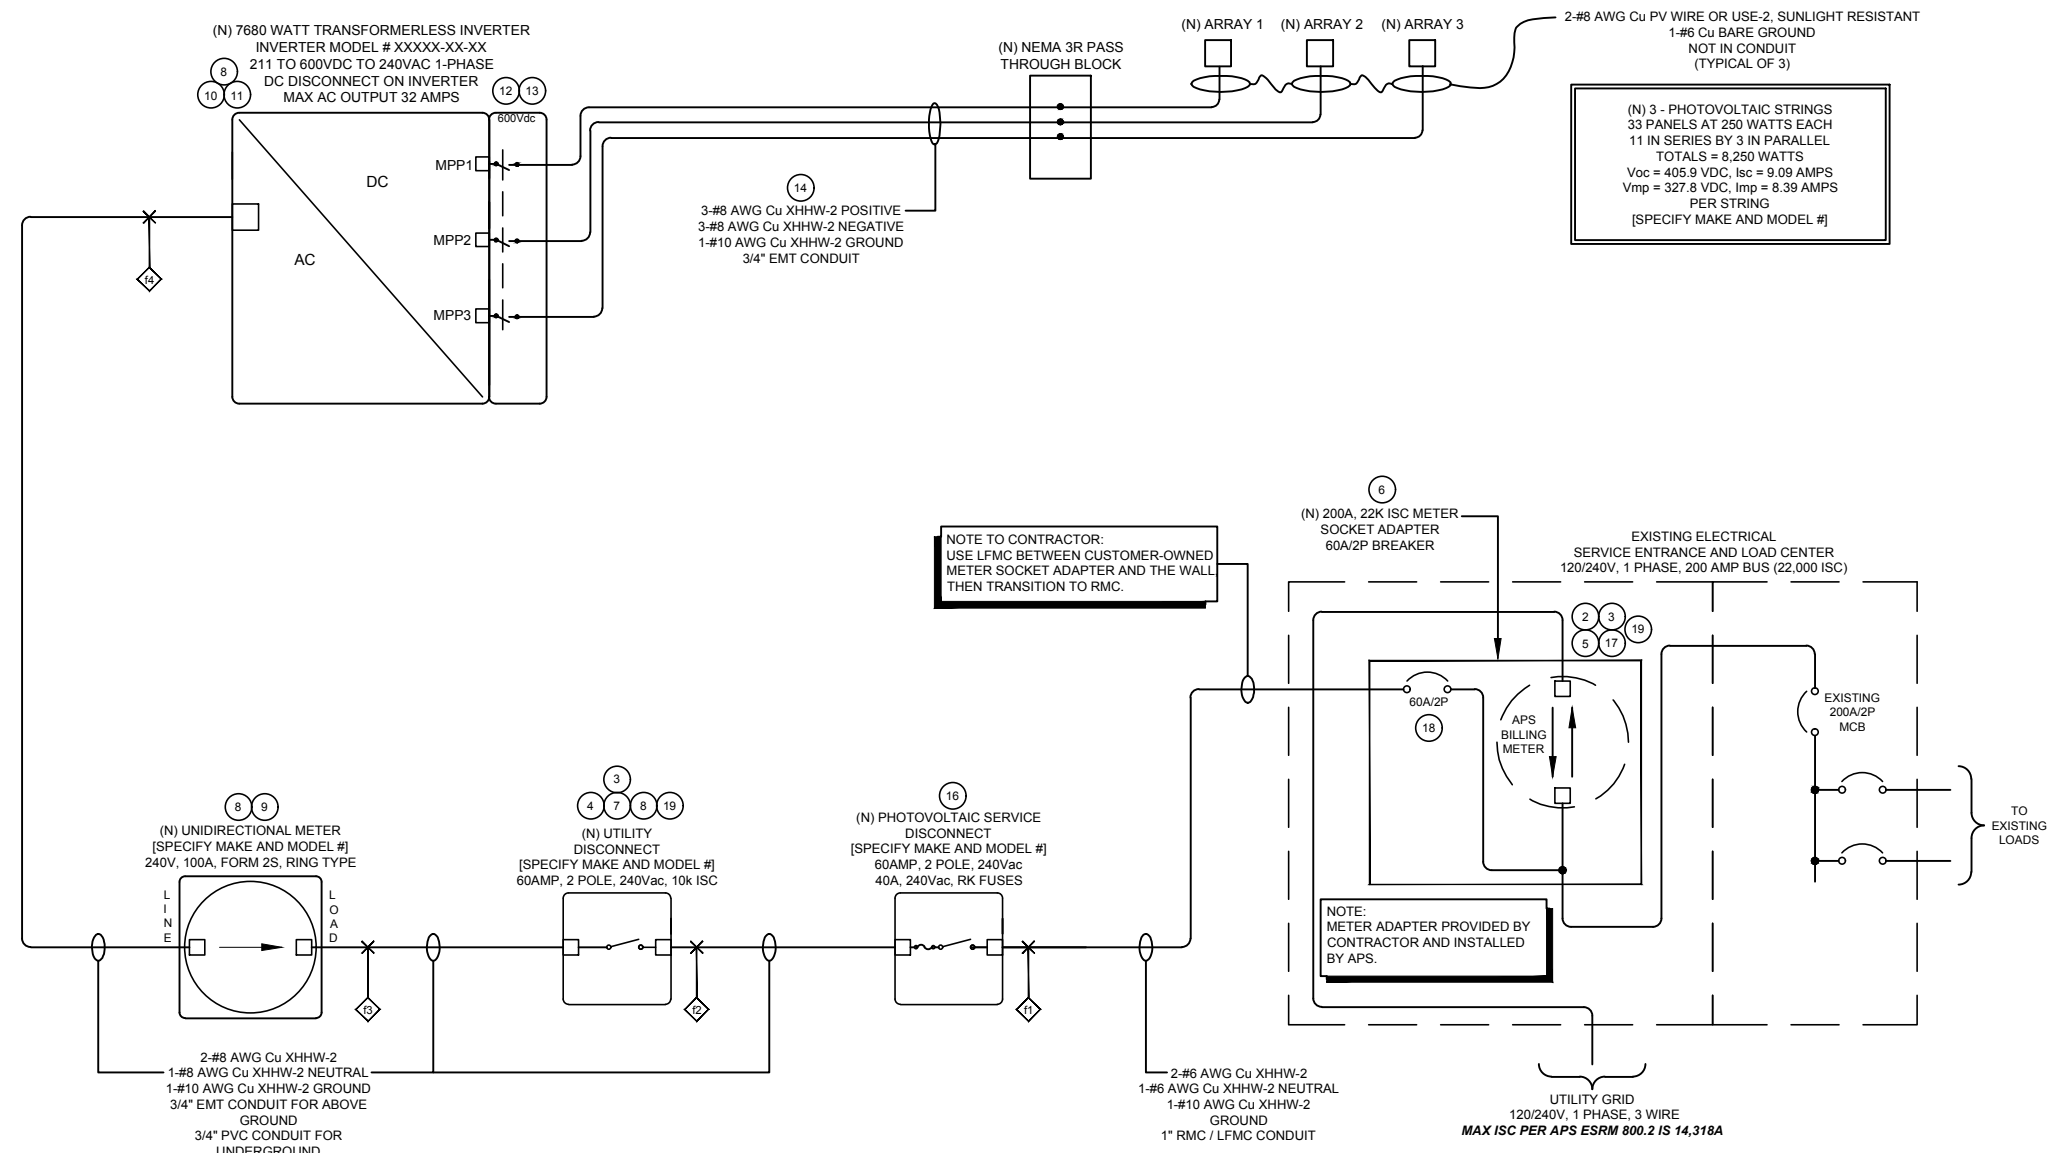 (N) 7680 WATT TRANSFORMERLESS INVERTER
INVERTER MODEL # XXXXX-XX-XX
211 TO 600VDC TO 240VAC 1-PHASE
DC DISCONNECT ON INVERTER
MAX AC OUTPUT 32 AMPS
8
10
11
12
13
600Vdc
MPP1
MPP2
MPP3
DC
AC
f4
(N) NEMA 3R PASS
THROUGH BLOCK
(N) ARRAY 1
(N) ARRAY 2
(N) ARRAY 3
2-#8 AWG Cu PV WIRE OR USE-2, SUNLIGHT RESISTANT
1-#6 Cu BARE GROUND
NOT IN CONDUIT
(TYPICAL OF 3)
(N) 3 - PHOTOVOLTAIC STRINGS
33 PANELS AT 250 WATTS EACH
11 IN SERIES BY 3 IN PARALLEL
TOTALS = 8,250 WATTS
Voc = 405.9 VDC, Isc = 9.09 AMPS
Vmp = 327.8 VDC, Imp = 8.39 AMPS
PER STRING
[SPECIFY MAKE AND MODEL #]
14
3-#8 AWG Cu XHHW-2 POSITIVE
3-#8 AWG Cu XHHW-2 NEGATIVE
1-#10 AWG Cu XHHW-2 GROUND
3/4" EMT CONDUIT
6
(N) 200A, 22K ISC METER
SOCKET ADAPTER
60A/2P BREAKER
NOTE TO CONTRACTOR:
USE LFMC BETWEEN CUSTOMER-OWNED
METER SOCKET ADAPTER AND THE WALL.
THEN TRANSITION TO RMC.
EXISTING ELECTRICAL
SERVICE ENTRANCE AND LOAD CENTER
120/240V, 1 PHASE, 200 AMP BUS (22,000 ISC)
2
3
19
5
17
60A/2P
18
APS
BILLING
METER
EXISTING
200A/2P
MCB
TO
EXISTING
LOADS
NOTE:
METER ADAPTER PROVIDED BY
CONTRACTOR AND INSTALLED
BY APS.
8
9
(N) UNIDIRECTIONAL METER
[SPECIFY MAKE AND MODEL #]
240V, 100A, FORM 2S, RING TYPE
LINE
LOAD
f3
3
4
7
8
19
(N) UTILITY
DISCONNECT
[SPECIFY MAKE AND MODEL #]
60AMP, 2 POLE, 240Vac, 10k ISC
f2
16
(N) PHOTOVOLTAIC SERVICE
DISCONNECT
[SPECIFY MAKE AND MODEL #]
60AMP, 2 POLE, 240Vac
40A, 240Vac, RK FUSES
f1
2-#8 AWG Cu XHHW-2
1-#8 AWG Cu XHHW-2 NEUTRAL
1-#10 AWG Cu XHHW-2 GROUND
3/4" EMT CONDUIT FOR ABOVE
GROUND
3/4" PVC CONDUIT FOR
UNDERGROUND
2-#6 AWG Cu XHHW-2
1-#6 AWG Cu XHHW-2 NEUTRAL
1-#10 AWG Cu XHHW-2
GROUND
1" RMC / LFMC CONDUIT
UTILITY GRID
120/240V, 1 PHASE, 3 WIRE
MAX ISC PER APS ESRM 800.2 IS 14,318A